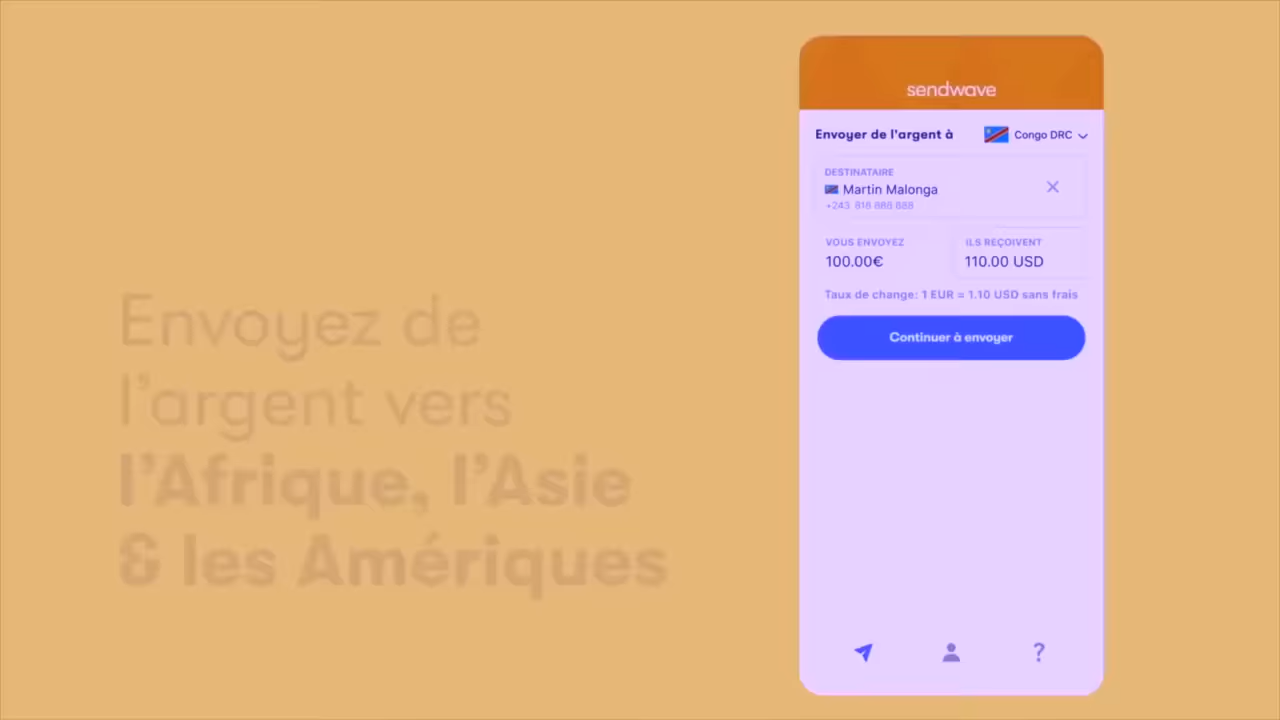 Envoyez de
l'argent vers
l'Afrique, l'Asie
& les Amériques
sendwave
Envoyer de l'argent à Congo DRC
DESTINATAIRE
Martin Malonga
+243 818 888 888
VOUS ENVOYEZ ILS REÇOIVENT
100.00€ 110.00 USD
Taux de change: 1 EUR = 1.10 USD sans frais
Continuer à envoyer
?